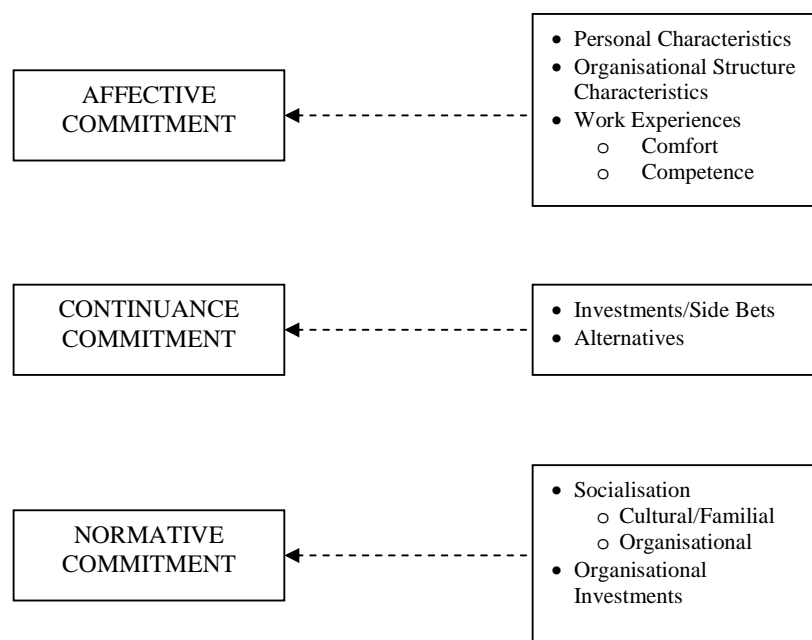 AFFECTIVE
COMMITMENT
• Personal Characteristics
• Organisational Structure
Characteristics
• Work Experiences
o Comfort
o Competence
CONTINUANCE
COMMITMENT
• Investments/Side Bets
• Alternatives
NORMATIVE
COMMITMENT
• Socialisation
o Cultural/Familial
o Organisational
• Organisational
Investments